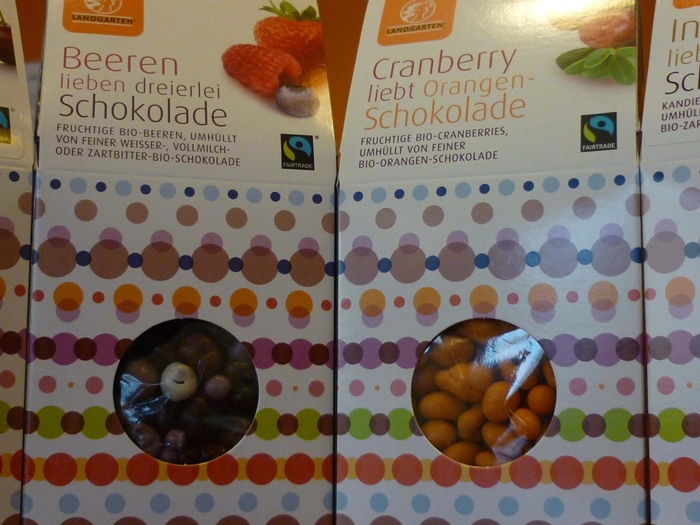 LANDGARTEN
Beeren
lieben dreierlei
Schokolade
FRUCHTIGE BIO-BEEREN, UMHÜLLT
VON FEINER WEISSER-, VOLLMILCH-
ODER ZARTBITTER-BIO-SCHOKOLADE
FAIRTRADE
LANDGARTEN
Cranberry
liebt Orangen-
Schokolade
FRUCHTIGE BIO-CRANBERRIES,
UMHÜLLT VON FEINER
BIO-ORANGEN-SCHOKOLADE
FAIRTRADE